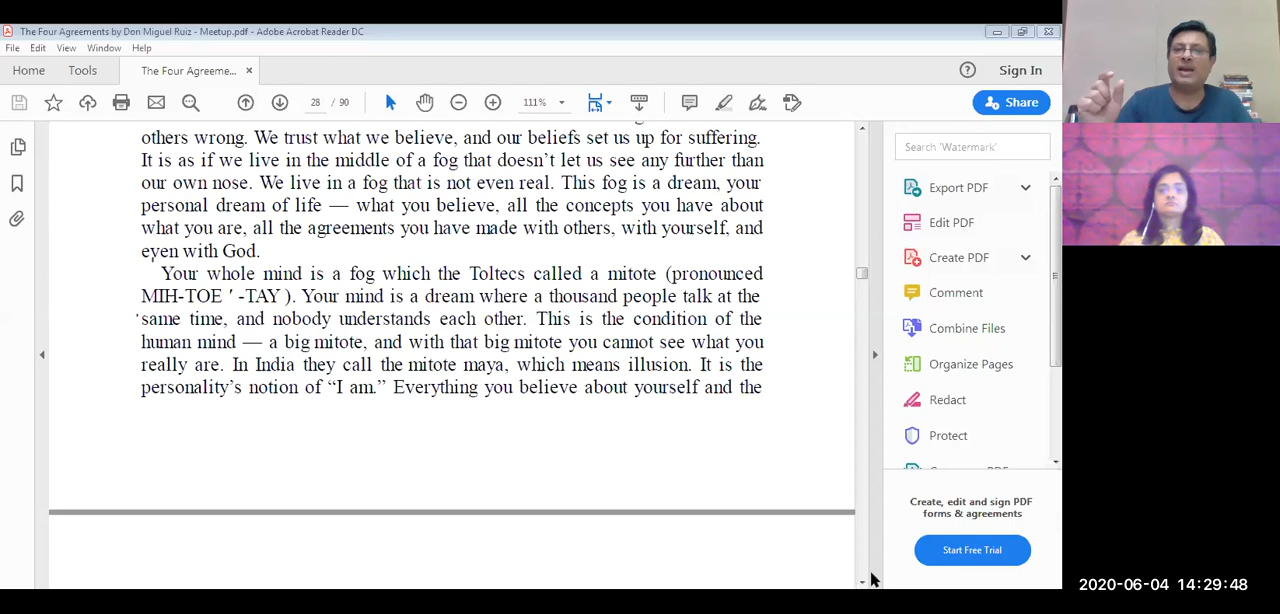 The Four Agreements by Don Miguel Ruiz - Meetup.pdf - Adobe Acrobat Reader DC
File Edit View Window Help
Home Tools The Four Agreeme... × Sign In
28 / 90 111% Share
others wrong. We trust what we believe, and our beliefs set us up for suffering.
It is as if we live in the middle of a fog that doesn't let us see any further than
our own nose. We live in a fog that is not even real. This fog is a dream, your
personal dream of life — what you believe, all the concepts you have about
what you are, all the agreements you have made with others, with yourself, and
even with God.
Your whole mind is a fog which the Toltecs called a mitote (pronounced
MIH-TOE ′ -TAY ). Your mind is a dream where a thousand people talk at the
same time, and nobody understands each other. This is the condition of the
human mind — a big mitote, and with that big mitote you cannot see what you
really are. In India they call the mitote maya, which means illusion. It is the
personality's notion of “I am.” Everything you believe about yourself and the
Search 'Watermark'
Export PDF
Edit PDF
Create PDF
Comment
Combine Files
Organize Pages
Redact
Protect
Create, edit and sign PDF
forms & agreements
Start Free Trial
2020-06-04 14:29:48